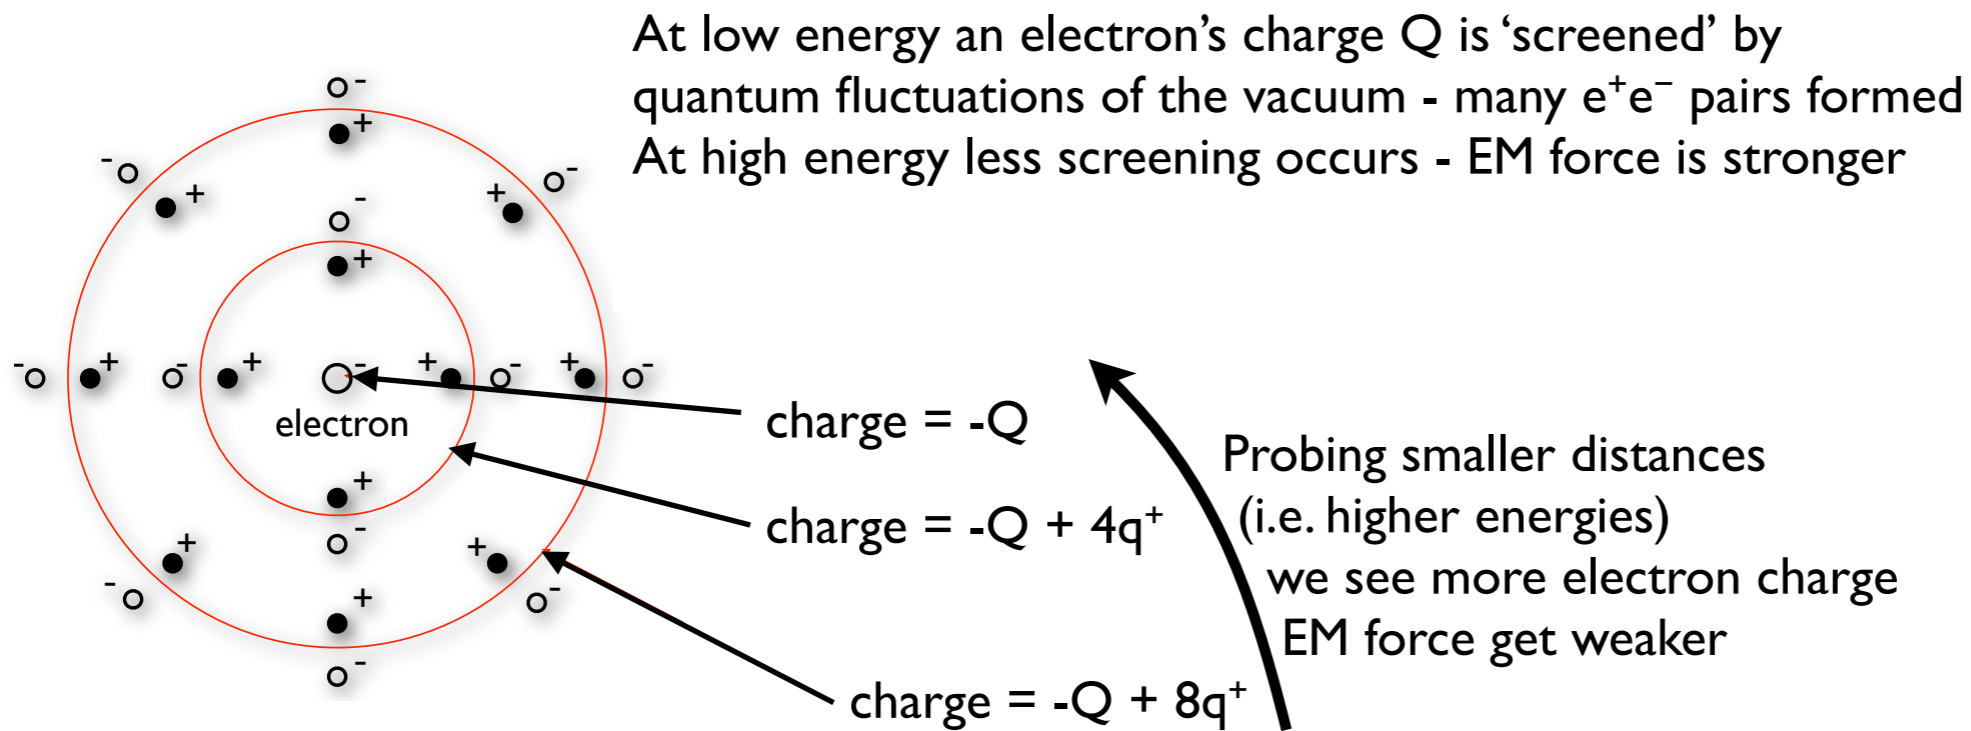 At low energy an electron's charge Q is ‘screened’ by
quantum fluctuations of the vacuum - many e⁺e⁻ pairs formed
At high energy less screening occurs - EM force is stronger
o-
+
-o
+
+
o-
-
o
+
-o
+
o-
+
o-
+
o-
+
o-
electron
charge = -Q
+
o-
charge = -Q + 4q⁺
+
-o
+
o-
+
o-
charge = -Q + 8q⁺
Probing smaller distances
(i.e. higher energies)
we see more electron charge
EM force get weaker